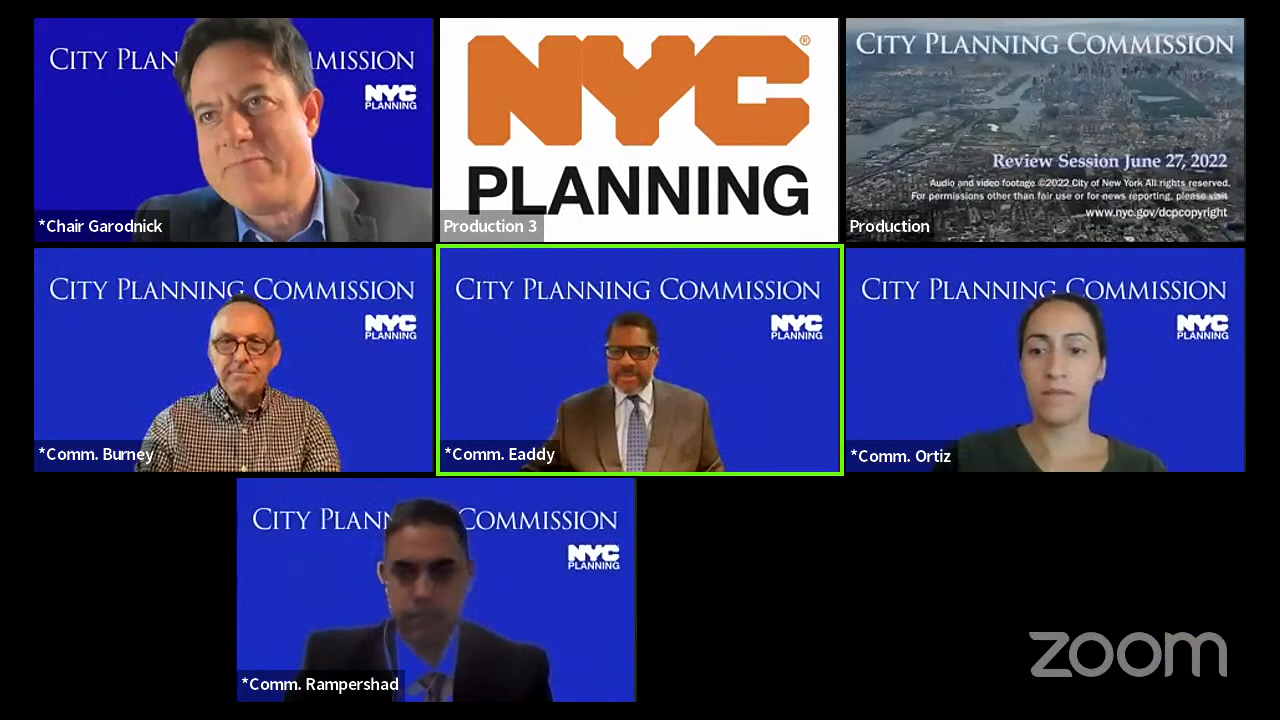 CITY PLANN MMISSION
NYC
PLANNING
*Chair Garodnick
NYC®
PLANNING
Production 3
CITY PLANNING COMMISSION
Review Session June 27, 2022
Audio and video footage ©2022 City of New York All rights reserved.
For permissions other than fair use or for news reporting, please visit
www.nyc.gov/dcpcopyright
Production
CITY PLANNING COMMISSION
NYC
PLANNING
*Comm. Burney
CITY PLANNING COMMISSION
NYC
PLANNING
*Comm. Eaddy
CITY PLANNING COMMISSION
NYC
PLANNING
*Comm. Ortiz
CITY PLANN COMMISSION
NYC
PLANNING
*Comm. Rampershad
zoom